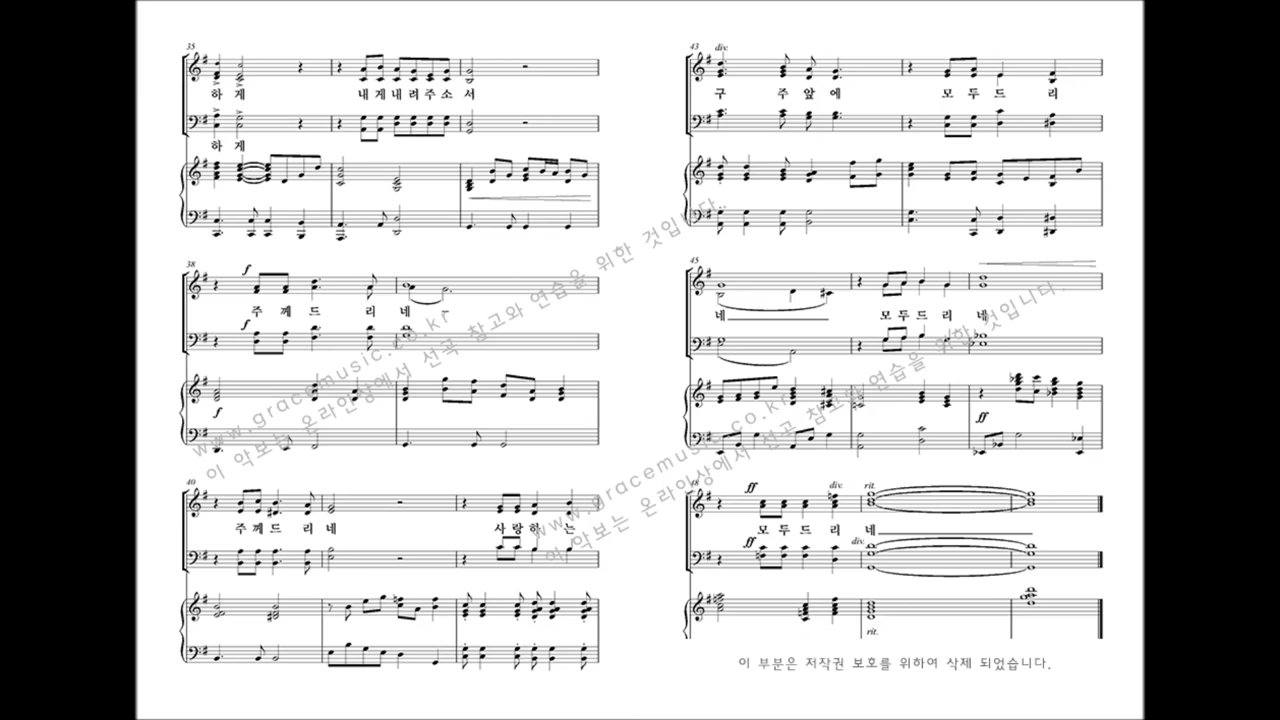 35
하게 내게내려주소서
하게
38
f
주께드리네
f
f
40
주께드리네 사랑하는
43
div.
구 주앞에 모두드리
45
네 모두드리네
ff
48
ff div. rit.
모두드리네
ff div.
rit.
이 부분은 저작권 보호를 위하여 삭제 되었습니다.
www.gracemusic.co.kr
이 악보는 온라인상에서 선곡 참고와 연습을 위한 것입니다..
www.gracemusic.co.kr
이 악보는 온라인상에서 선곡 참고와 연습을 위한 것입니다..